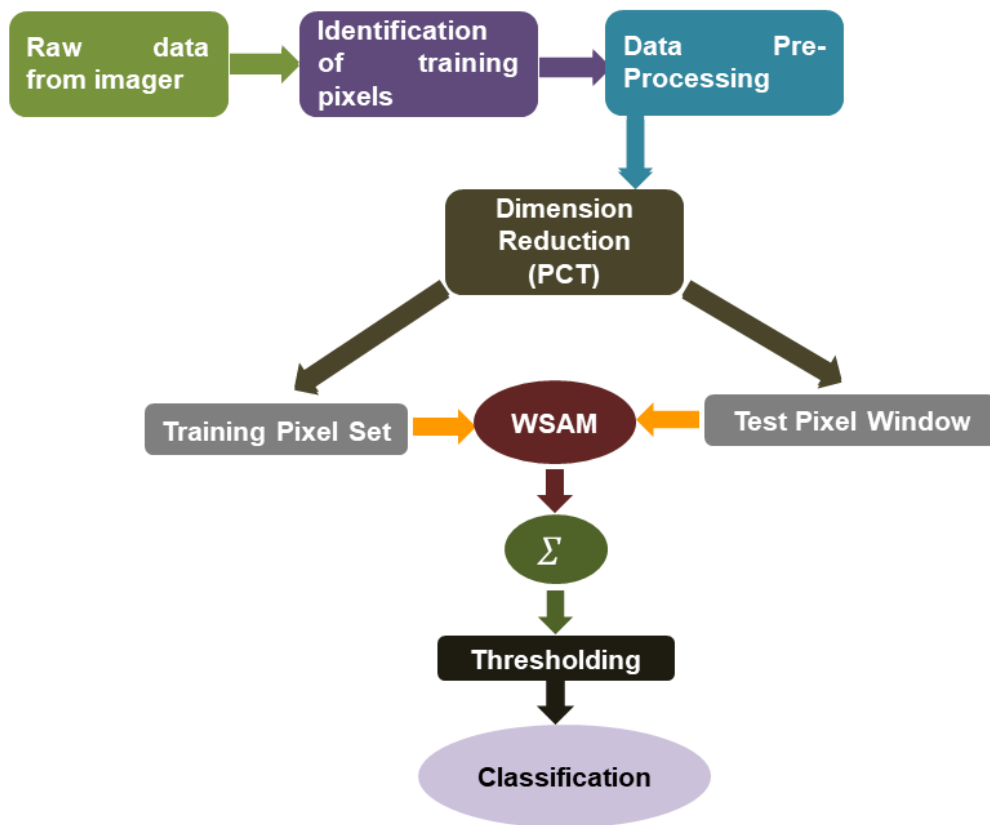 Raw data
from imager
Identification
of training
pixels
Data Pre-
Processing
Dimension
Reduction
(PCT)
Training Pixel Set
WSAM
Test Pixel Window
Σ
Thresholding
Classification